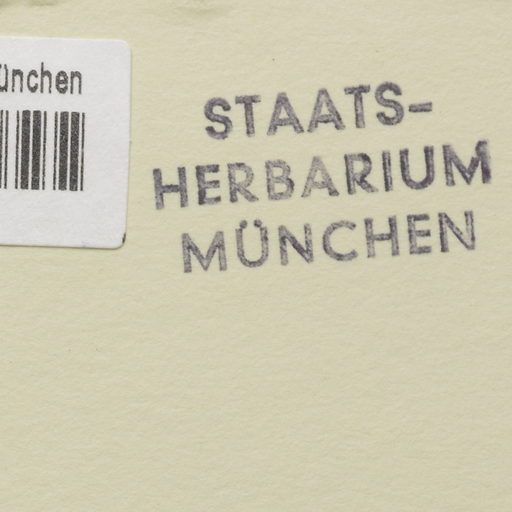 ünchen
STAATS-
HERBARIUM
MÜNCHEN